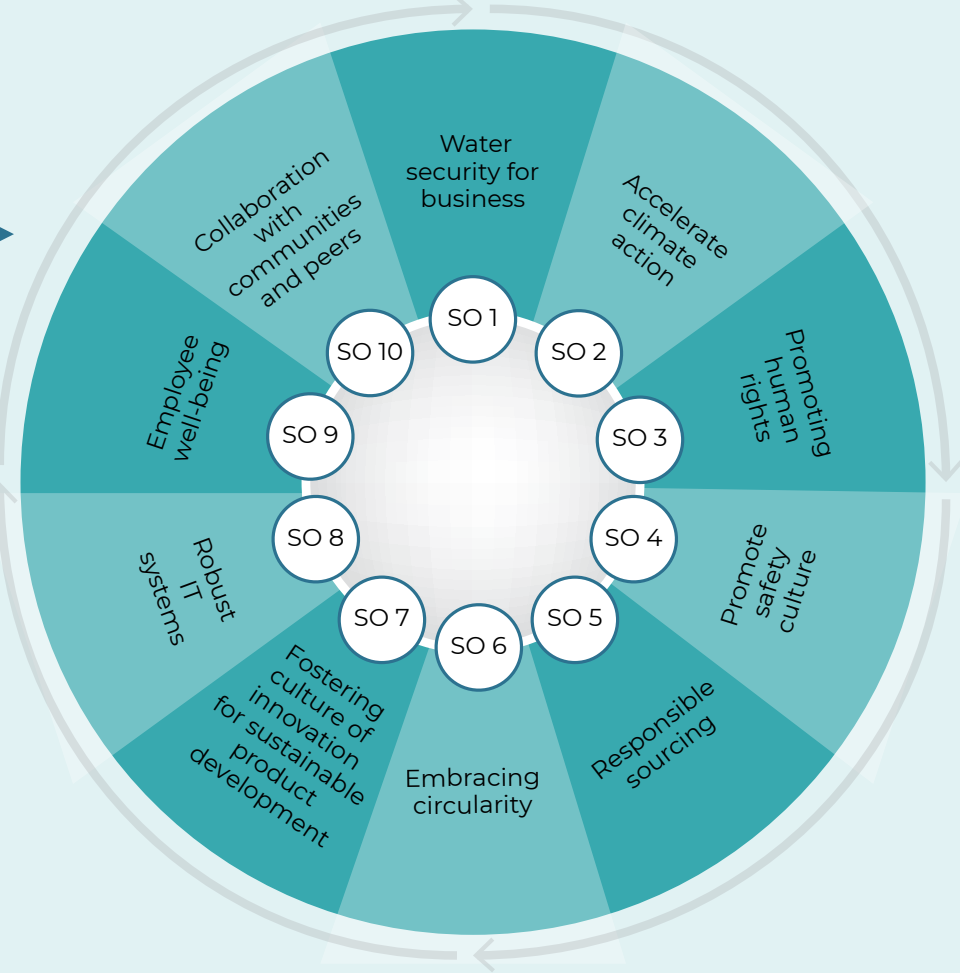 Water
security for
business
SO 1
Accelerate
climate
action
SO 2
Promoting
human
rights
SO 3
Promote
safety
culture
SO 4
Responsible
sourcing
SO 5
Embracing
circularity
SO 6
Fostering
culture of
innovation
for sustainable
product
development
SO 7
Robust
IT
systems
SO 8
Employee
well-being
SO 9
Collaboration
with
communities
and peers
SO 10